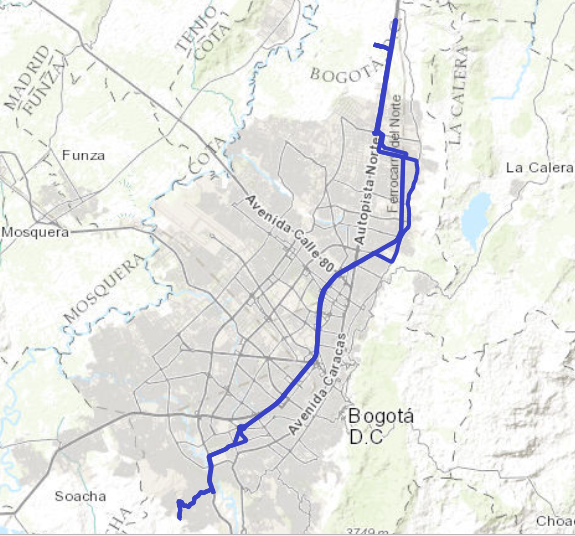 TENJO
COTA
BOGOTÁ D.C
MADRID
FUNZA
LA CALERA
Ferrocarril del Norte
Funza
COTA
Autopista Norte
La Calera
Avenida Calle 80
Mosquera
MOSQUERA
Avenida Caracas
Bogotá
D.C
Soacha
3749 m